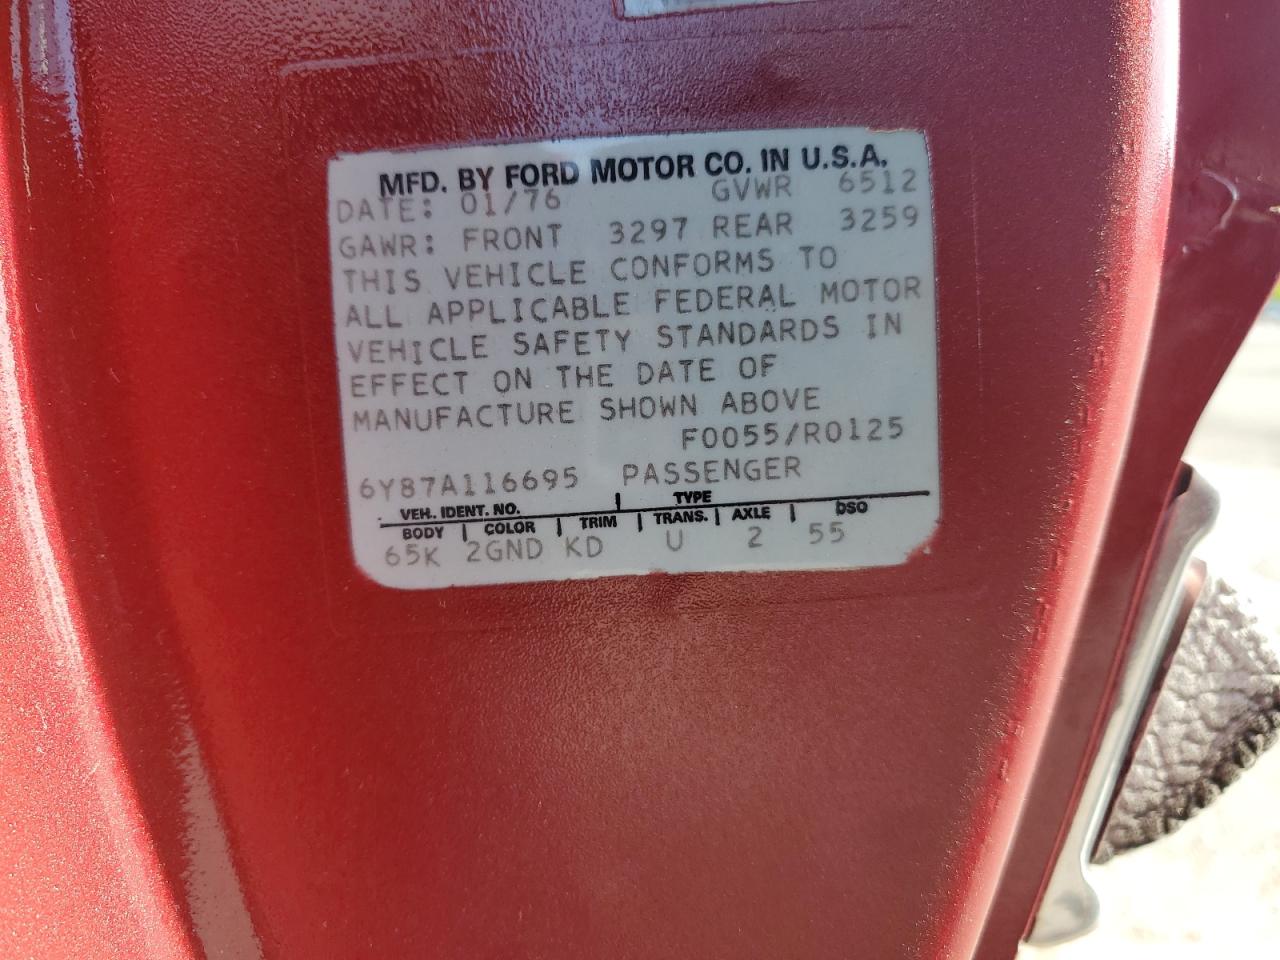 MFD. BY FORD MOTOR CO. IN U.S.A.
DATE: 01/76 GVWR 6512
GAWR: FRONT 3297 REAR 3259
THIS VEHICLE CONFORMS TO
ALL APPLICABLE FEDERAL MOTOR
VEHICLE SAFETY STANDARDS IN
EFFECT ON THE DATE OF
MANUFACTURE SHOWN ABOVE
F0055/R0125
6Y87A116695 PASSENGER
VEH. IDENT. NO. | TYPE
BODY | COLOR | TRIM | TRANS. | AXLE | DSO
65K 2GND KD U 2 55